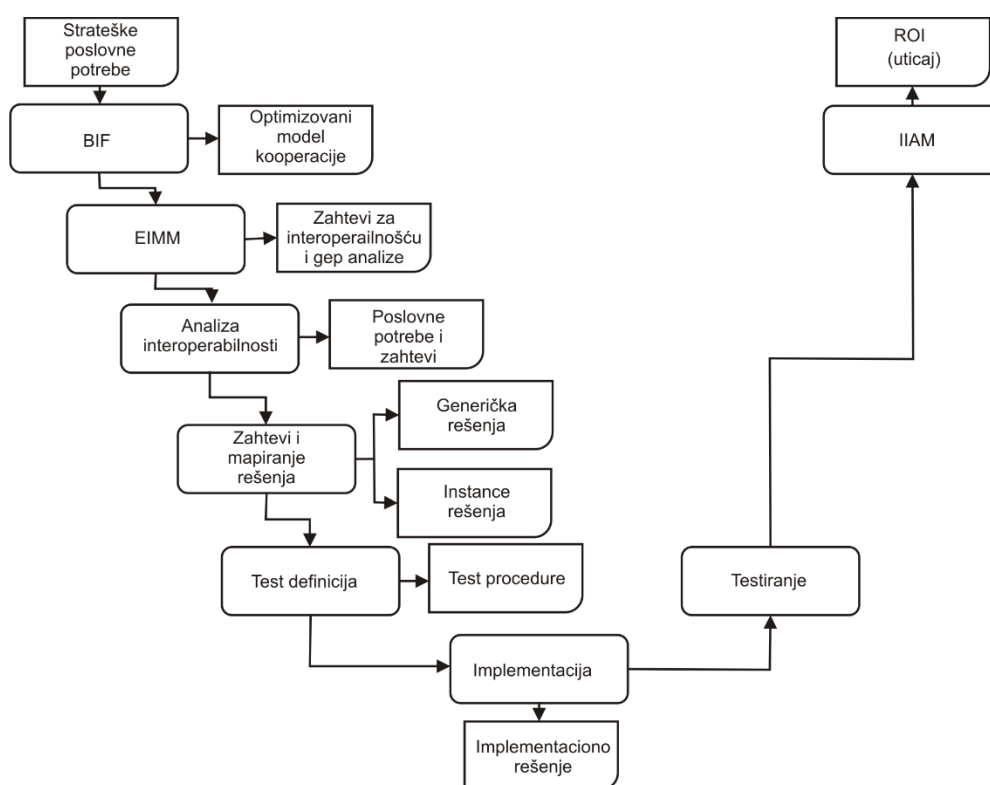 Strateške
poslovne
potrebe
ROI
(uticaj)
BIF
Optimizovani
model
kooperacije
IIAM
EIMM
Zahtevi za
interoperailnošću
i gep analize
Analiza
interoperabilnosti
Poslovne
potrebe i
zahtevi
Generička
rešenja
Zahtevi i
mapiranje
rešenja
Instance
rešenja
Test definicija
Test procedure
Testiranje
Implementacija
Implementaciono
rešenje